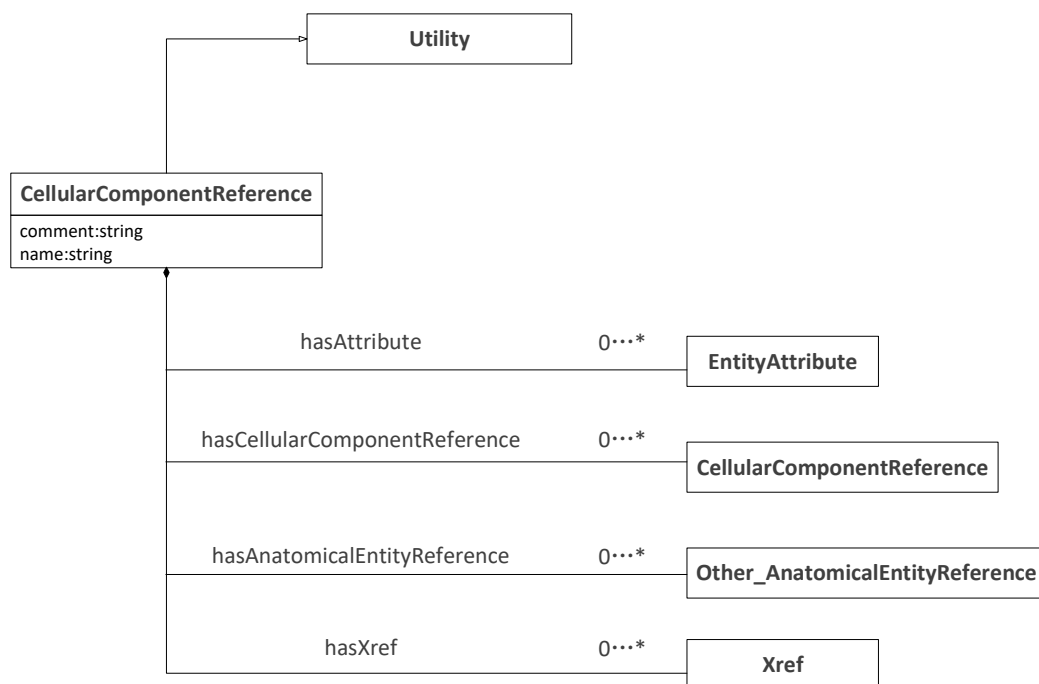 Utility
CellularComponentReference
comment:string
name:string
hasAttribute 0···*
EntityAttribute
hasCellularComponentReference 0···*
CellularComponentReference
hasAnatomicalEntityReference 0···*
Other_AnatomicalEntityReference
hasXref 0···*
Xref